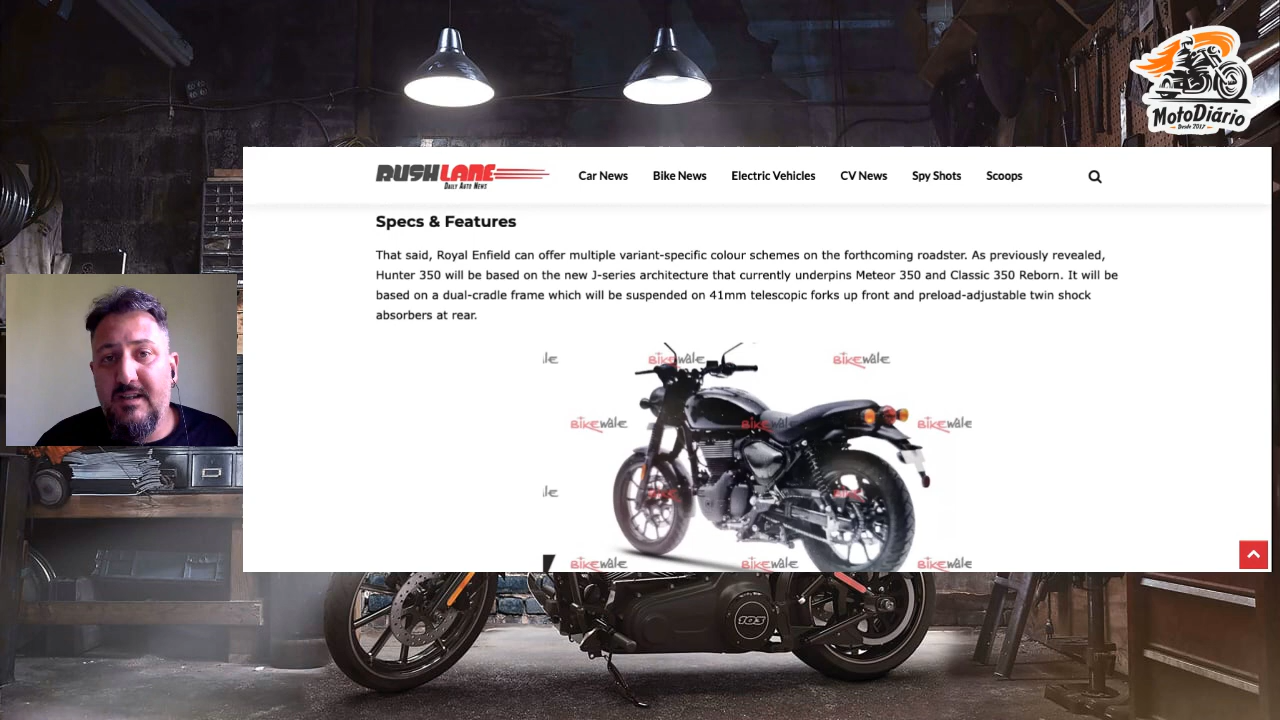 MotoDiário
Desde 2017
RUSHLANE
DAILY AUTO NEWS
Car News
Bike News
Electric Vehicles
CV News
Spy Shots
Scoops
Specs & Features
That said, Royal Enfield can offer multiple variant-specific colour schemes on the forthcoming roadster. As previously revealed,
Hunter 350 will be based on the new J-series architecture that currently underpins Meteor 350 and Classic 350 Reborn. It will be
based on a dual-cradle frame which will be suspended on 41mm telescopic forks up front and preload-adjustable twin shock
absorbers at rear.
le
BikeWale
BikeWale
BikeWale
BikeWale
BikeWale
le
BikeWale
BikeWale
BikeWale
103